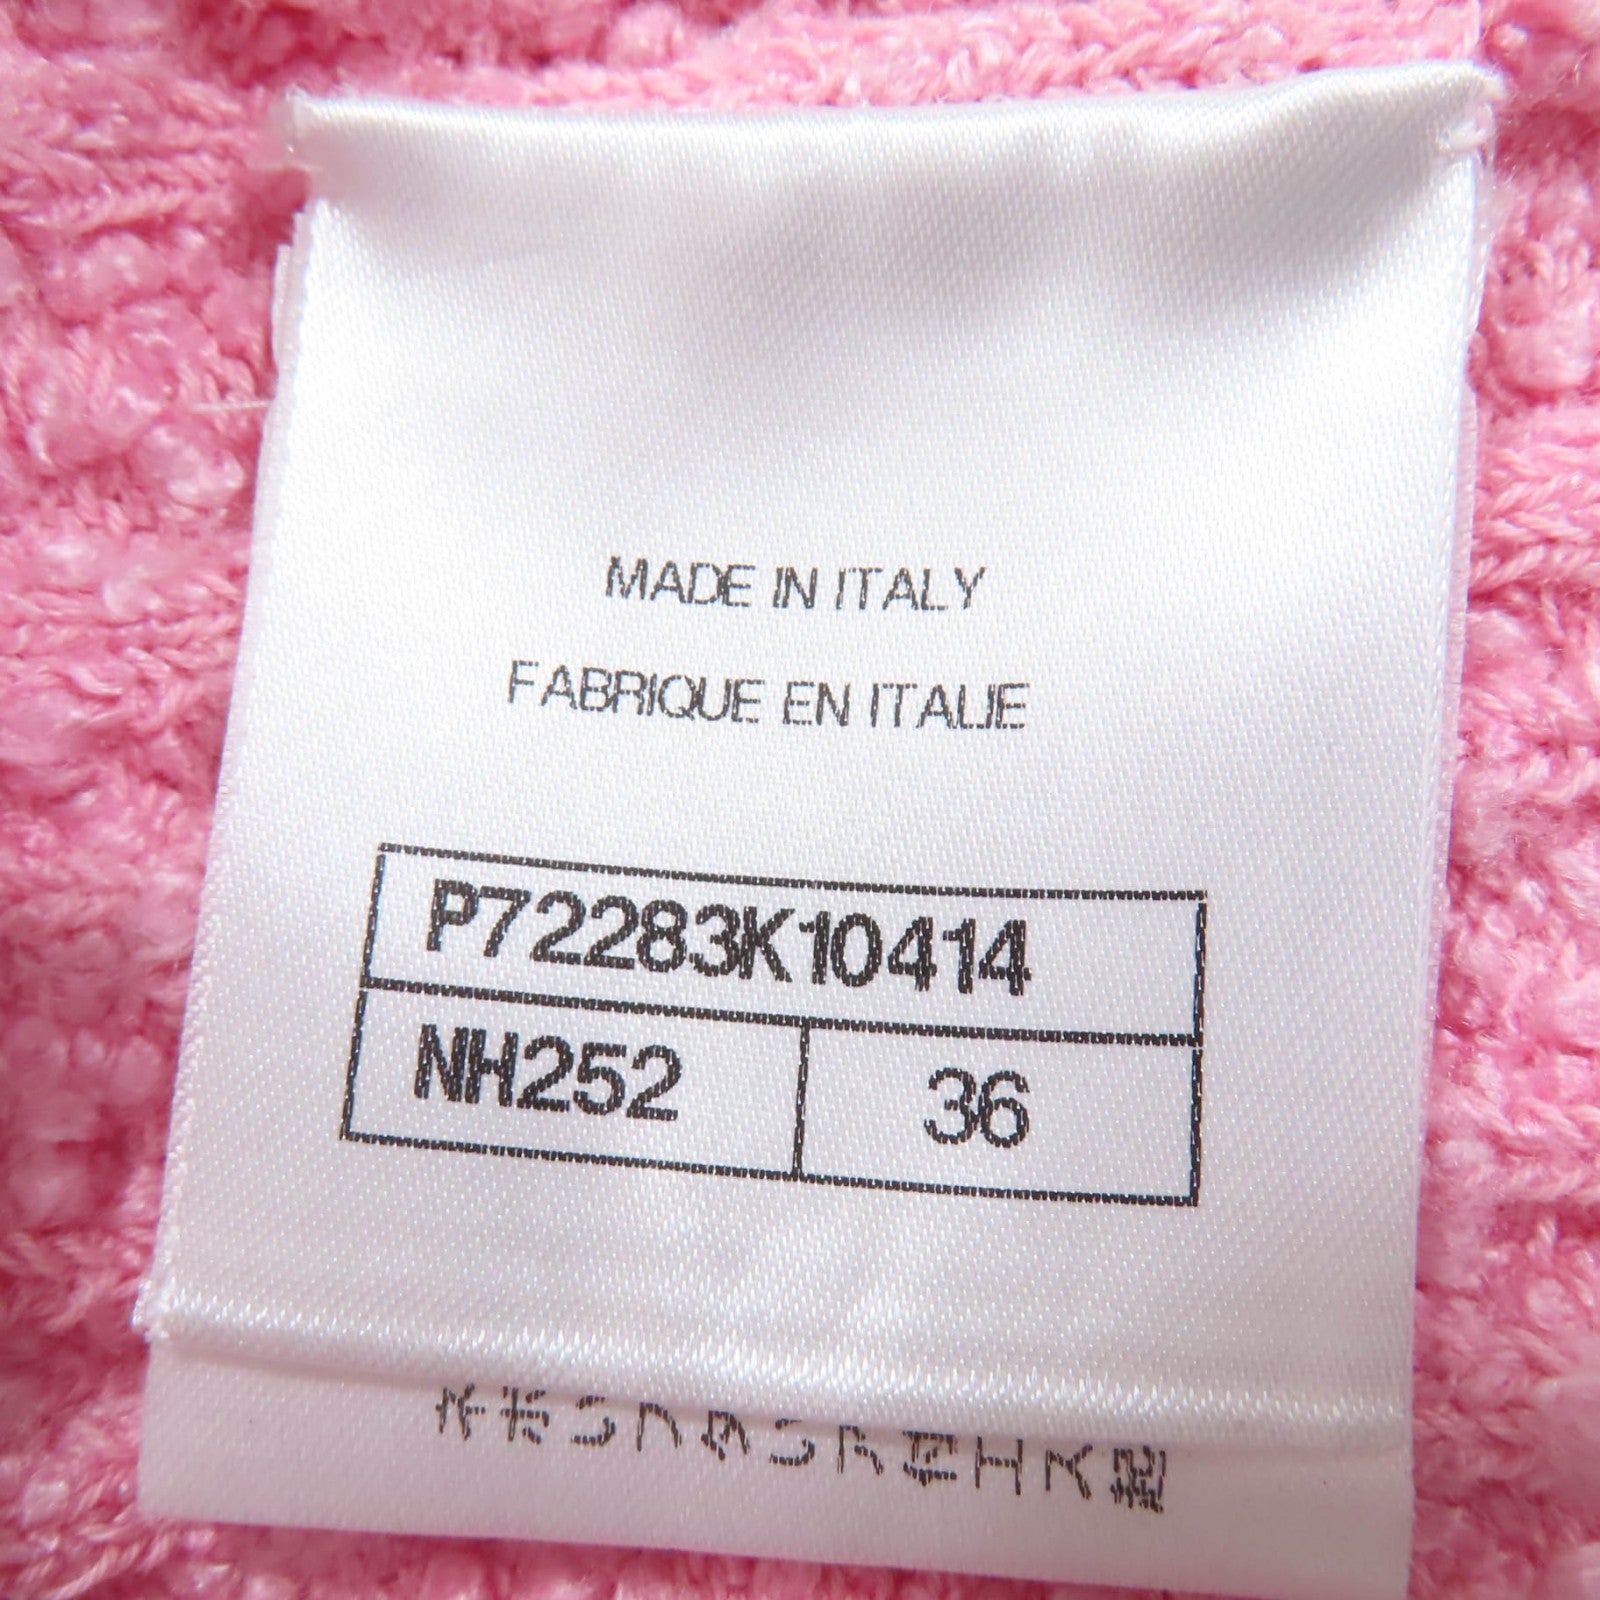 MADE IN ITALY
FABRIQUE EN ITALIE
P72283K10414
NH252 36